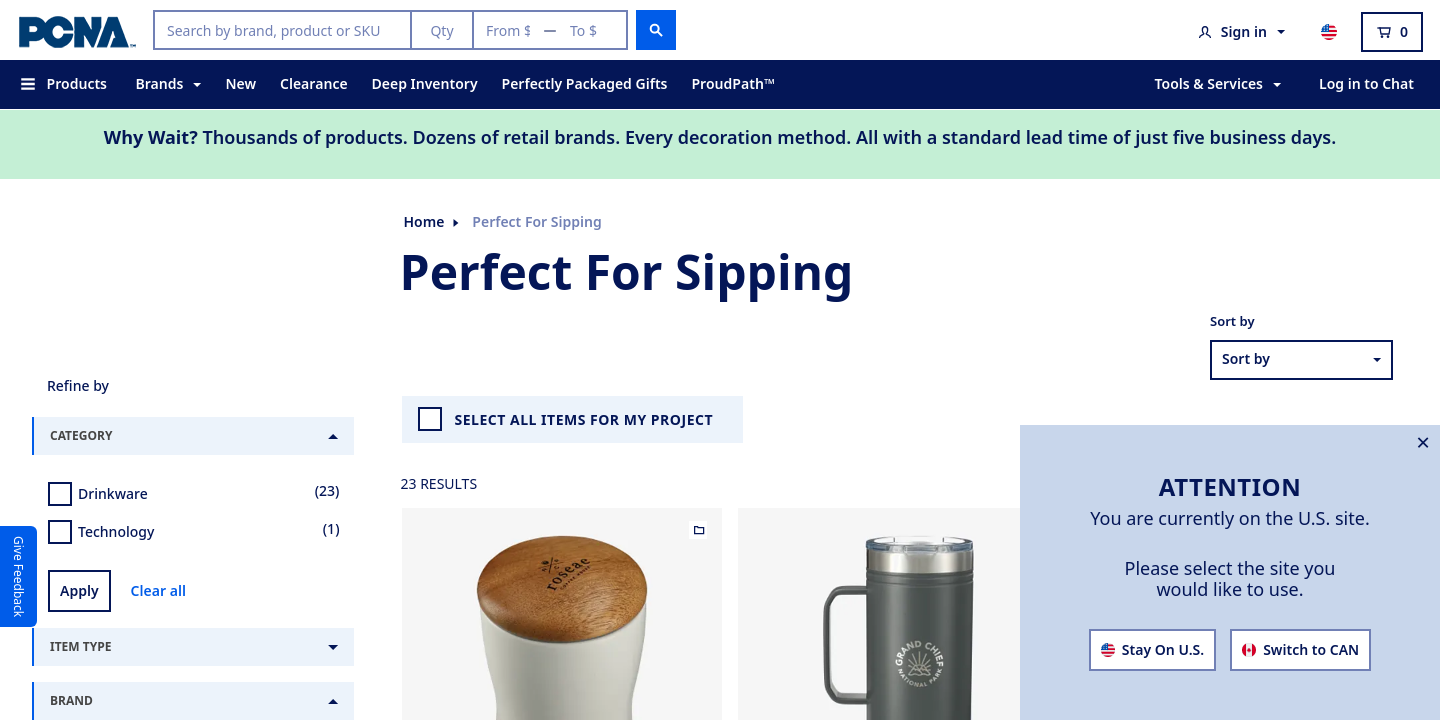 PCNA™
Search by brand, product or SKU
Qty
From $ — To $
Sign in
0
Products
Brands
New
Clearance
Deep Inventory
Perfectly Packaged Gifts
ProudPath™
Tools & Services
Log in to Chat
Why Wait? Thousands of products. Dozens of retail brands. Every decoration method. All with a standard lead time of just five business days.
Home
Perfect For Sipping
Perfect For Sipping
Sort by
Sort by
Refine by
CATEGORY
Drinkware (23)
Technology (1)
Apply
Clear all
ITEM TYPE
BRAND
Give Feedback
SELECT ALL ITEMS FOR MY PROJECT
23 RESULTS
roseae
GRAND CHIEF
NATIONAL PARK
ATTENTION
You are currently on the U.S. site.
Please select the site you
would like to use.
Stay On U.S.
Switch to CAN